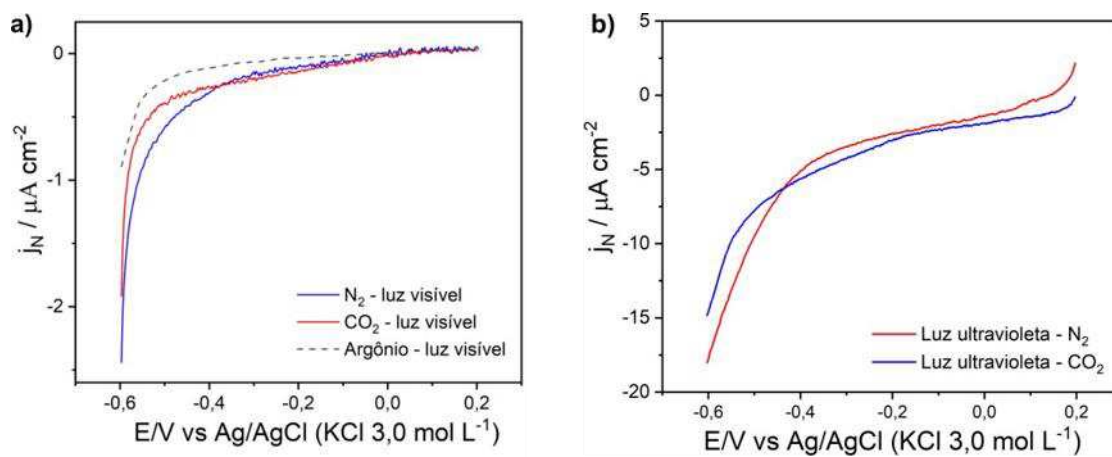 a)
0
-1
-2
j_N / μA cm⁻²
N₂ - luz visível
CO₂ - luz visível
Argônio - luz visível
-0,6 -0,4 -0,2 0,0 0,2
E/V vs Ag/AgCl (KCl 3,0 mol L⁻¹)
b)
5
0
-5
-10
-15
-20
j_N / μA cm⁻²
Luz ultravioleta - N₂
Luz ultravioleta - CO₂
-0,6 -0,4 -0,2 0,0 0,2
E/V vs Ag/AgCl (KCl 3,0 mol L⁻¹)